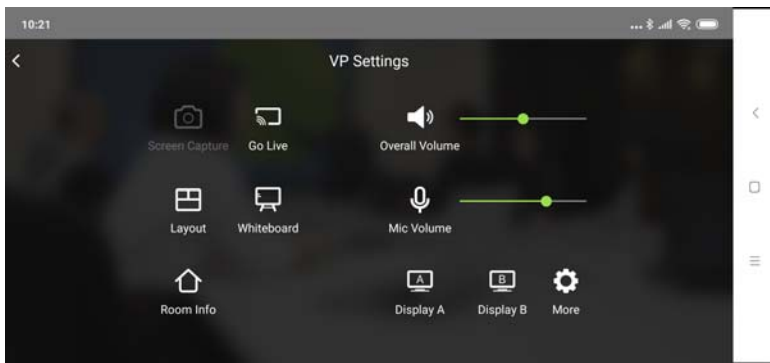 10:21
VP Settings
Screen Capture
Go Live
Overall Volume
Layout
Whiteboard
Mic Volume
Room Info
A
Display A
B
Display B
More